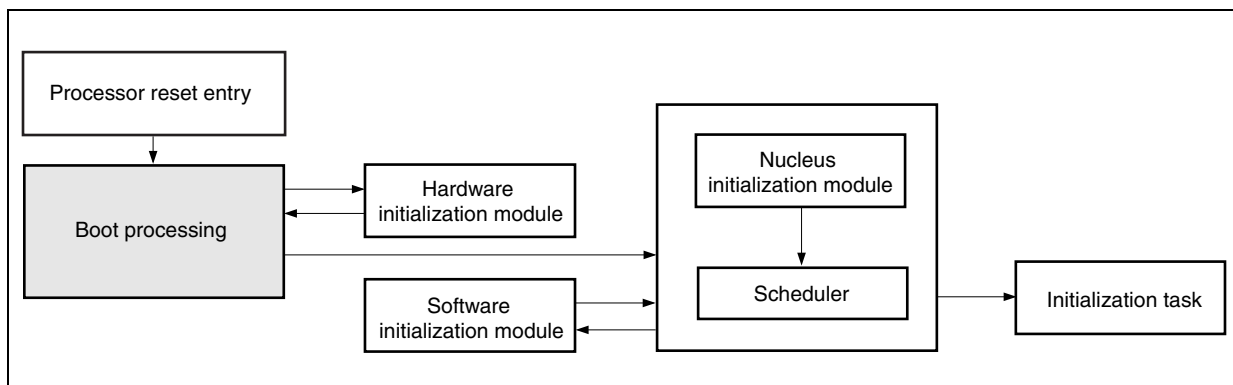 Processor reset entry
Boot processing
Hardware
initialization module
Software
initialization module
Nucleus
initialization module
Scheduler
Initialization task